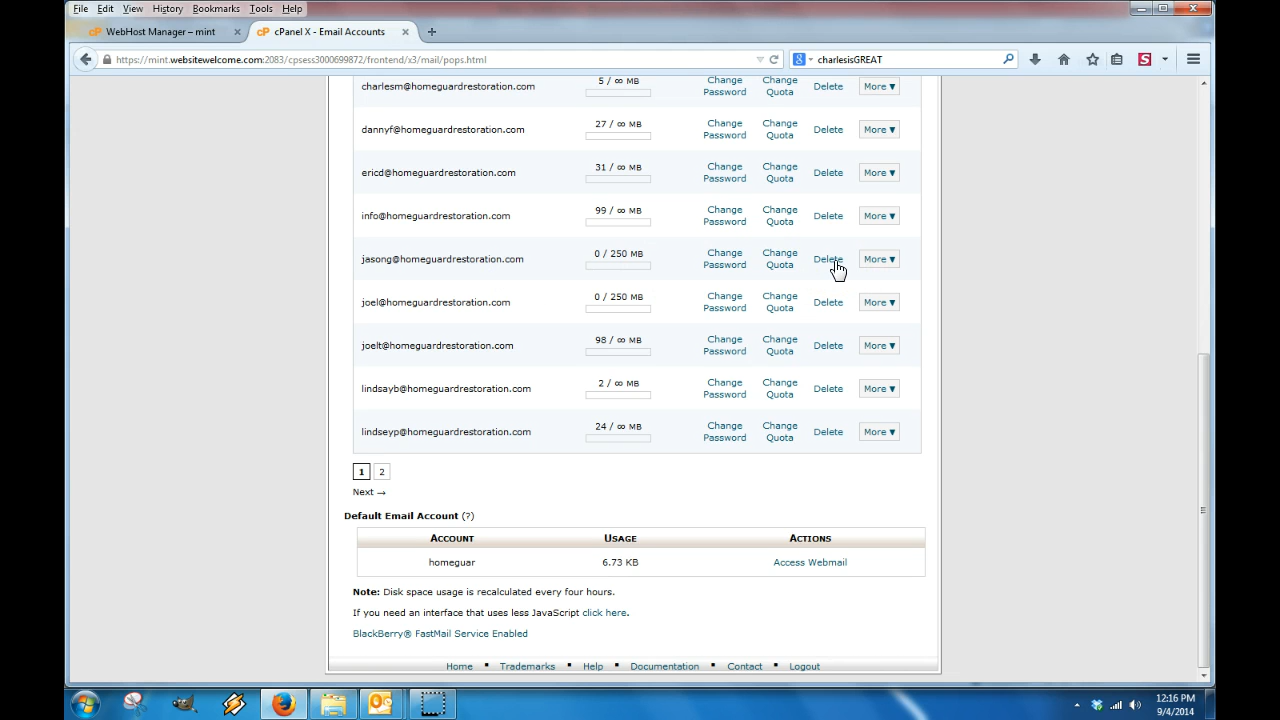 File Edit View History Bookmarks Tools Help
cP WebHost Manager – mint × cP cPanel X - Email Accounts × +
https://mint.websitewelcome.com:2083/cpsess3000699872/frontend/x3/mail/pops.html
8 charlesisGREAT
S
charlesm@homeguardrestoration.com 5 / ∞ MB Change Password Change Quota Delete More ▼
dannyf@homeguardrestoration.com 27 / ∞ MB Change Password Change Quota Delete More ▼
ericd@homeguardrestoration.com 31 / ∞ MB Change Password Change Quota Delete More ▼
info@homeguardrestoration.com 99 / ∞ MB Change Password Change Quota Delete More ▼
jasong@homeguardrestoration.com 0 / 250 MB Change Password Change Quota Delete More ▼
joel@homeguardrestoration.com 0 / 250 MB Change Password Change Quota Delete More ▼
joelt@homeguardrestoration.com 98 / ∞ MB Change Password Change Quota Delete More ▼
lindsayb@homeguardrestoration.com 2 / ∞ MB Change Password Change Quota Delete More ▼
lindseyp@homeguardrestoration.com 24 / ∞ MB Change Password Change Quota Delete More ▼
1 2
Next →
Default Email Account (?)
ACCOUNT USAGE ACTIONS
homeguar 6.73 KB Access Webmail
Note: Disk space usage is recalculated every four hours.
If you need an interface that uses less JavaScript click here.
BlackBerry® FastMail Service Enabled
Home ▪ Trademarks ▪ Help ▪ Documentation ▪ Contact ▪ Logout
12:16 PM
9/4/2014